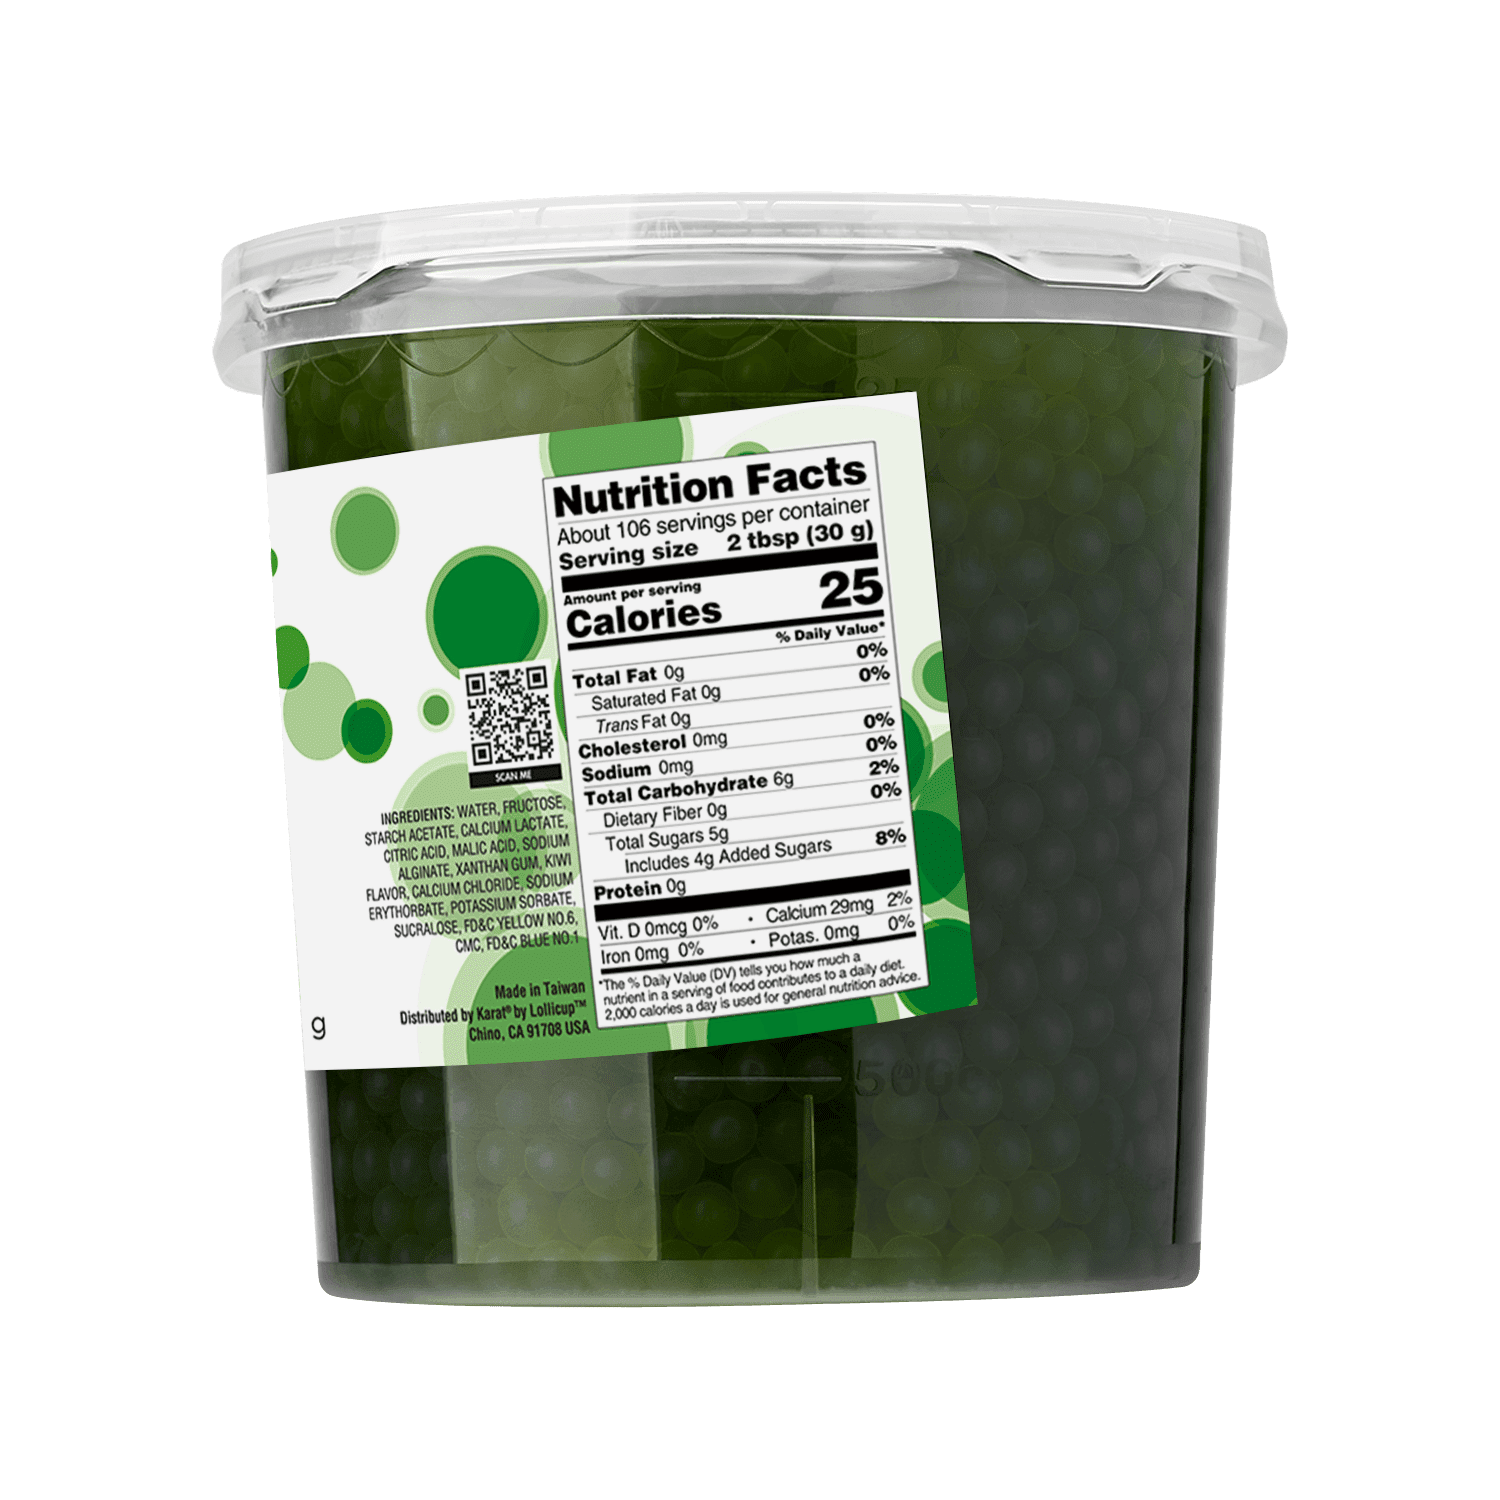 Nutrition Facts
About 106 servings per container
Serving size 2 tbsp (30 g)
Amount per serving
Calories 25
% Daily Value*
Total Fat 0g 0%
Saturated Fat 0g 0%
Trans Fat 0g
Cholesterol 0mg 0%
Sodium 0mg 0%
Total Carbohydrate 6g 2%
Dietary Fiber 0g 0%
Total Sugars 5g
Includes 4g Added Sugars 8%
Protein 0g
Vit. D 0mcg 0% • Calcium 29mg 2%
Iron 0mg 0% • Potas. 0mg 0%
*The % Daily Value (DV) tells you how much a
nutrient in a serving of food contributes to a daily diet.
2,000 calories a day is used for general nutrition advice.
SCAN ME
INGREDIENTS: WATER, FRUCTOSE,
STARCH ACETATE, CALCIUM LACTATE,
CITRIC ACID, MALIC ACID, SODIUM
ALGINATE, XANTHAN GUM, KIWI
FLAVOR, CALCIUM CHLORIDE, SODIUM
ERYTHORBATE, POTASSIUM SORBATE,
SUCRALOSE, FD&C YELLOW NO.6,
CMC, FD&C BLUE NO.1
Made in Taiwan
Distributed by Karat® by Lollicup™
Chino, CA 91708 USA
g